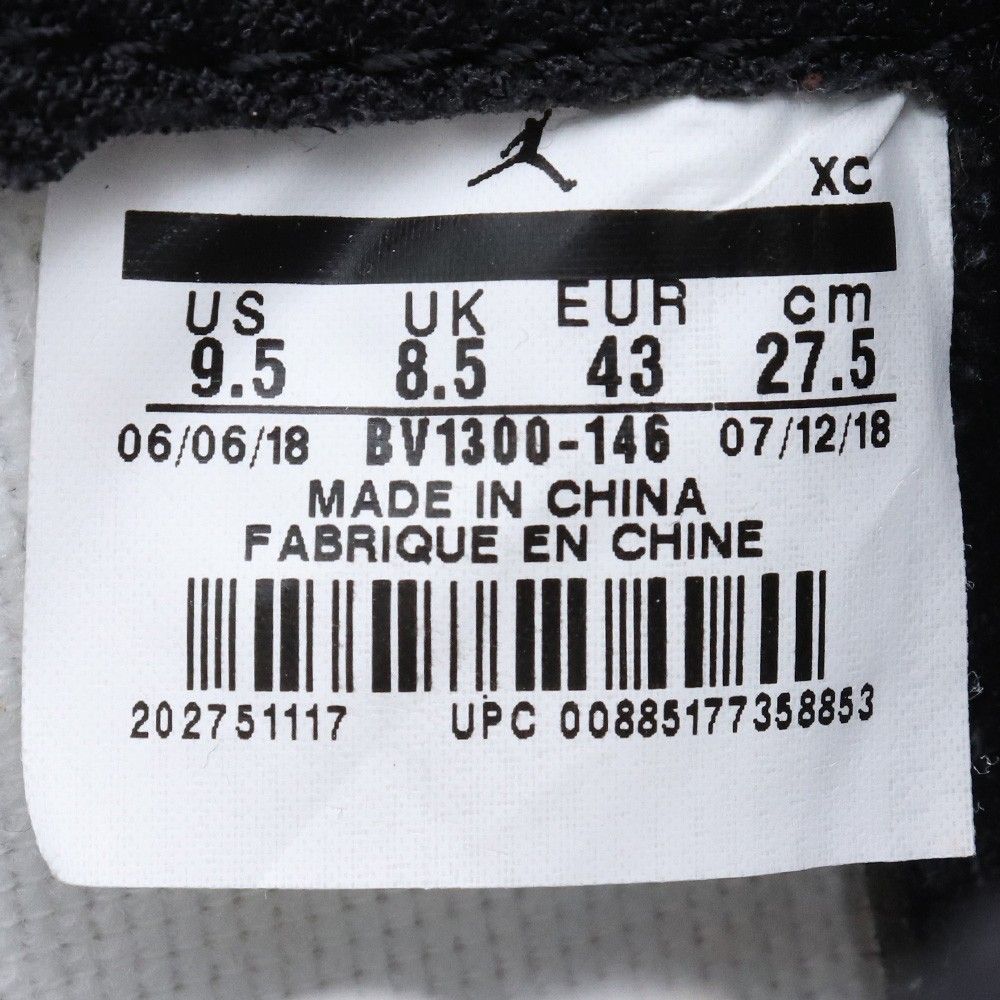 XC
US UK EUR cm
9.5 8.5 43 27.5
06/06/18 BV1300-146 07/12/18
MADE IN CHINA
FABRIQUE EN CHINE
202751117 UPC 00885177358853